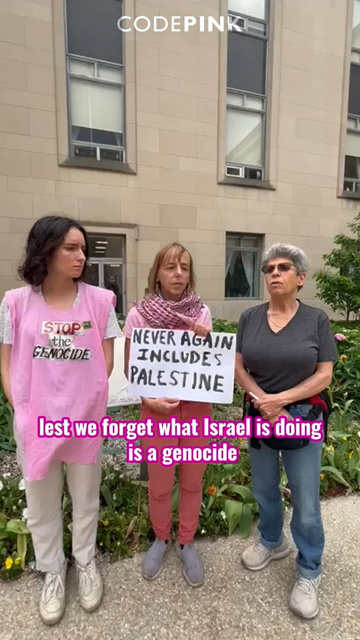 CODEPINK
STOP
the
GENOCIDE
NEVER AGAIN
INCLUDES
PALESTINE
lest we forget what Israel is doing
is a genocide